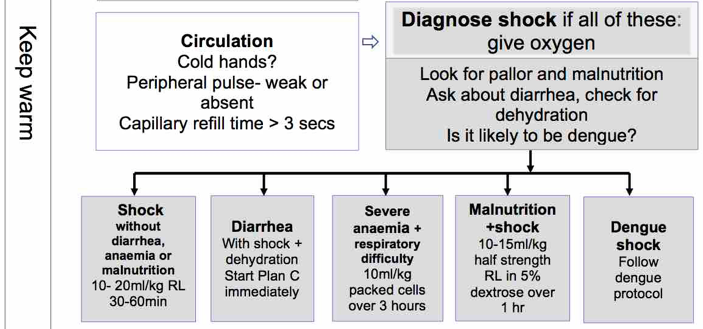 Keep warm
Circulation
Cold hands?
Peripheral pulse- weak or
absent
Capillary refill time > 3 secs
Diagnose shock if all of these:
give oxygen
Look for pallor and malnutrition
Ask about diarrhea, check for
dehydration
Is it likely to be dengue?
Shock
without
diarrhea,
anaemia or
malnutrition
10- 20ml/kg RL
30-60min
Diarrhea
With shock +
dehydration
Start Plan C
immediately
Severe
anaemia +
respiratory
difficulty
10ml/kg
packed cells
over 3 hours
Malnutrition
+shock
10-15ml/kg
half strength
RL in 5%
dextrose over
1 hr
Dengue
shock
Follow
dengue
protocol